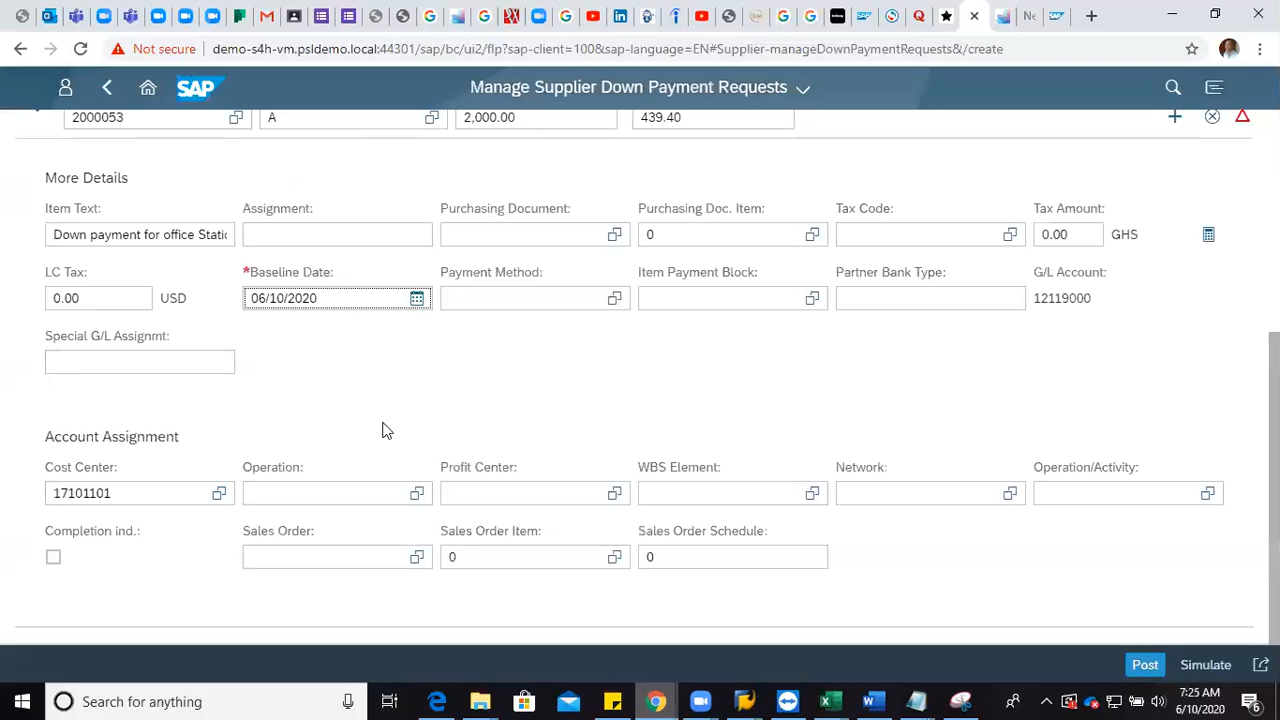 Not secure demo-s4h-vm.psldemo.local:44301/sap/bc/ui2/flp?sap-client=100&sap-language=EN#Supplier-manageDownPaymentRequests&/create
SAP Manage Supplier Down Payment Requests
2000053 A 2,000.00 439.40
More Details
Item Text: Assignment: Purchasing Document: Purchasing Doc. Item: Tax Code: Tax Amount:
Down payment for office Static 0 0.00 GHS
LC Tax: *Baseline Date: Payment Method: Item Payment Block: Partner Bank Type: G/L Account:
0.00 USD 06/10/2020 12119000
Special G/L Assignmt:
Account Assignment
Cost Center: Operation: Profit Center: WBS Element: Network: Operation/Activity:
17101101
Completion ind.: Sales Order: Sales Order Item: Sales Order Schedule:
0 0
Post Simulate
Search for anything
7:25 AM
6/10/2020
6